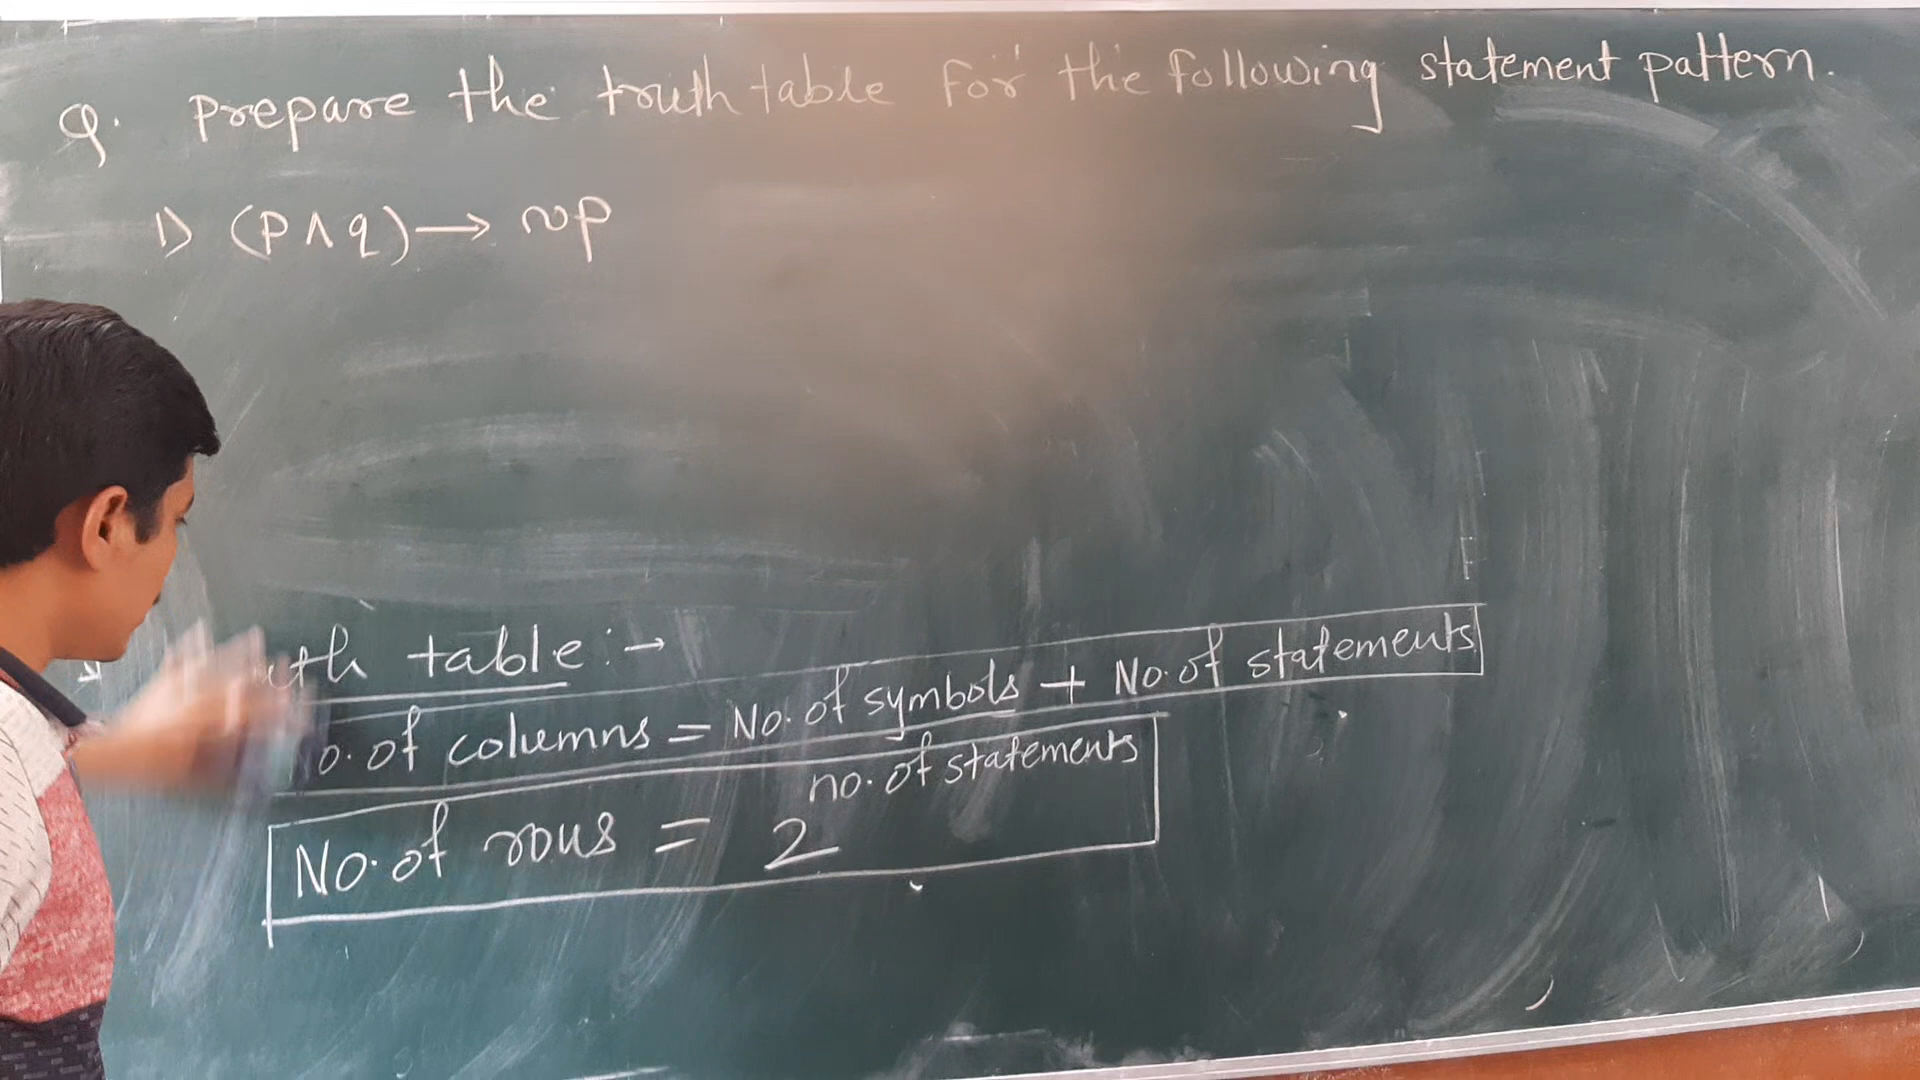 Q. Prepare the truth table for the following statement pattern.
1) (p ∧ q) → ~p
table :→
No. of columns = No. of symbols + No. of statements
No. of rows = 2^no. of statements